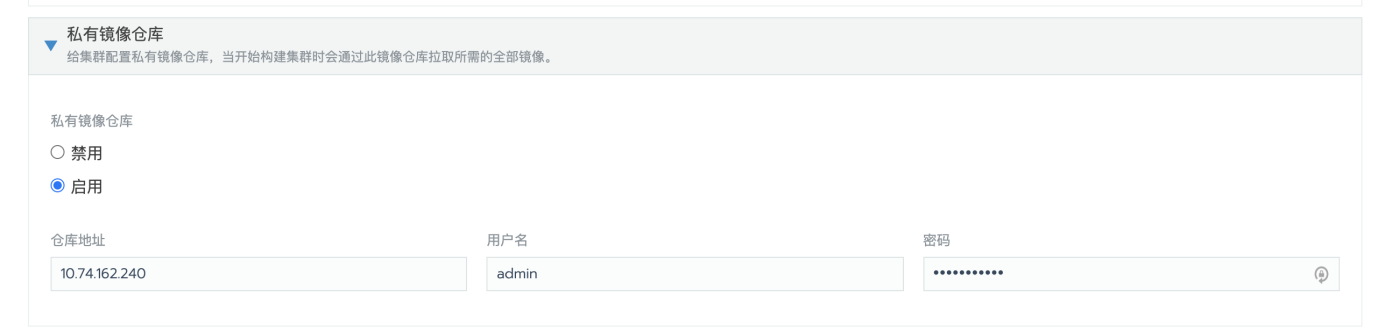 私有镜像仓库
给集群配置私有镜像仓库，当开始构建集群时会通过此镜像仓库拉取所需的全部镜像。
私有镜像仓库
禁用
启用
仓库地址 用户名 密码
10.74.162.240 admin •••••••••••